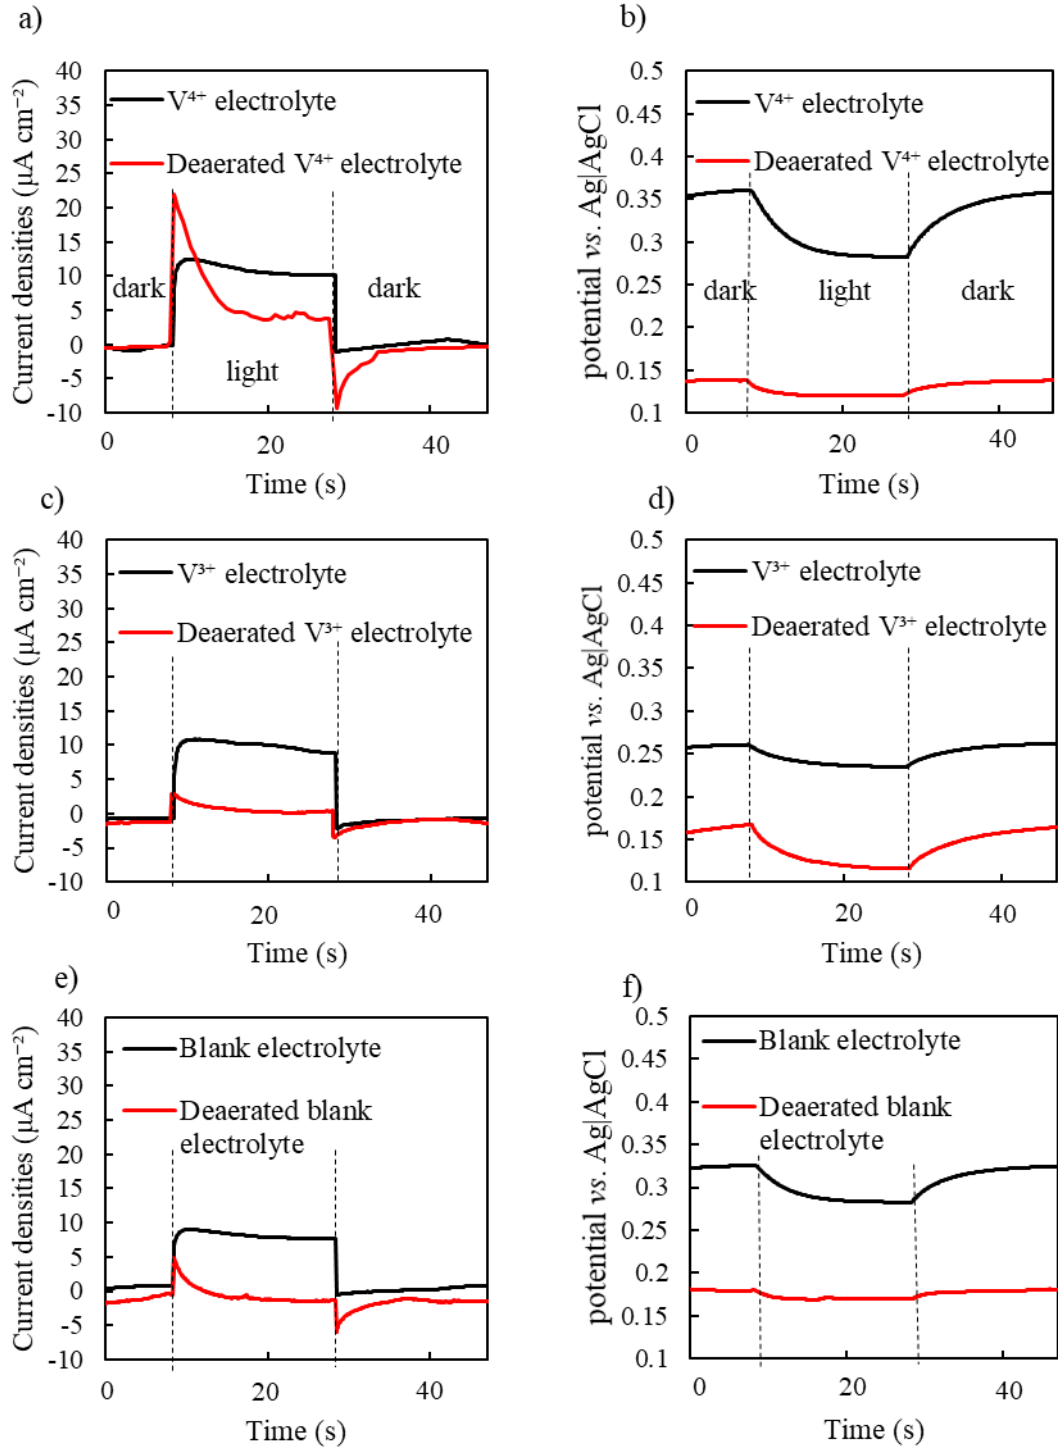 a)
Current densities (μA cm⁻²)
40
35
30
25
20
15
10
5
0
-5
-10
V⁴⁺ electrolyte
Deaerated V⁴⁺ electrolyte
dark
light
dark
0
20
40
Time (s)
b)
potential vs. Ag|AgCl
0.5
0.45
0.4
0.35
0.3
0.25
0.2
0.15
0.1
V⁴⁺ electrolyte
Deaerated V⁴⁺ electrolyte
dark
light
dark
0
20
40
Time (s)
c)
Current densities (μA cm⁻²)
40
35
30
25
20
15
10
5
0
-5
-10
V³⁺ electrolyte
Deaerated V³⁺ electrolyte
0
20
40
Time (s)
d)
potential vs. Ag|AgCl
0.5
0.45
0.4
0.35
0.3
0.25
0.2
0.15
0.1
V³⁺ electrolyte
Deaerated V³⁺ electrolyte
0
20
40
Time (s)
e)
Current densities (μA cm⁻²)
40
35
30
25
20
15
10
5
0
-5
-10
Blank electrolyte
Deaerated blank
electrolyte
0
20
40
Time (s)
f)
potential vs. Ag|AgCl
0.5
0.45
0.4
0.35
0.3
0.25
0.2
0.15
0.1
Blank electrolyte
Deaerated blank
electrolyte
0
20
40
Time (s)